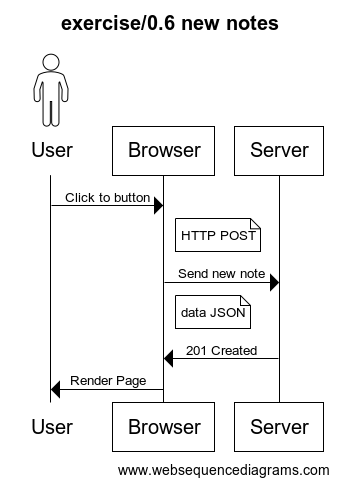 exercise/0.6 new notes
User Browser Server
Click to button
HTTP POST
Send new note
data JSON
201 Created
Render Page
User Browser Server
www.websequencediagrams.com